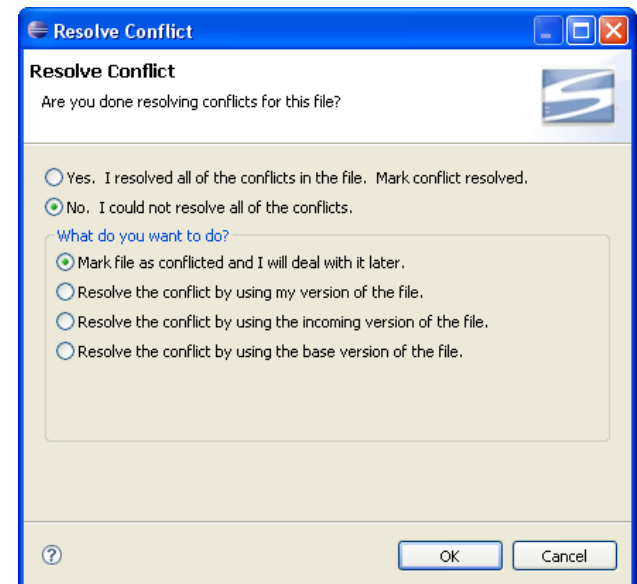 Resolve Conflict
Resolve Conflict
Are you done resolving conflicts for this file?
Yes. I resolved all of the conflicts in the file. Mark conflict resolved.
No. I could not resolve all of the conflicts.
What do you want to do?
Mark file as conflicted and I will deal with it later.
Resolve the conflict by using my version of the file.
Resolve the conflict by using the incoming version of the file.
Resolve the conflict by using the base version of the file.
?
OK Cancel